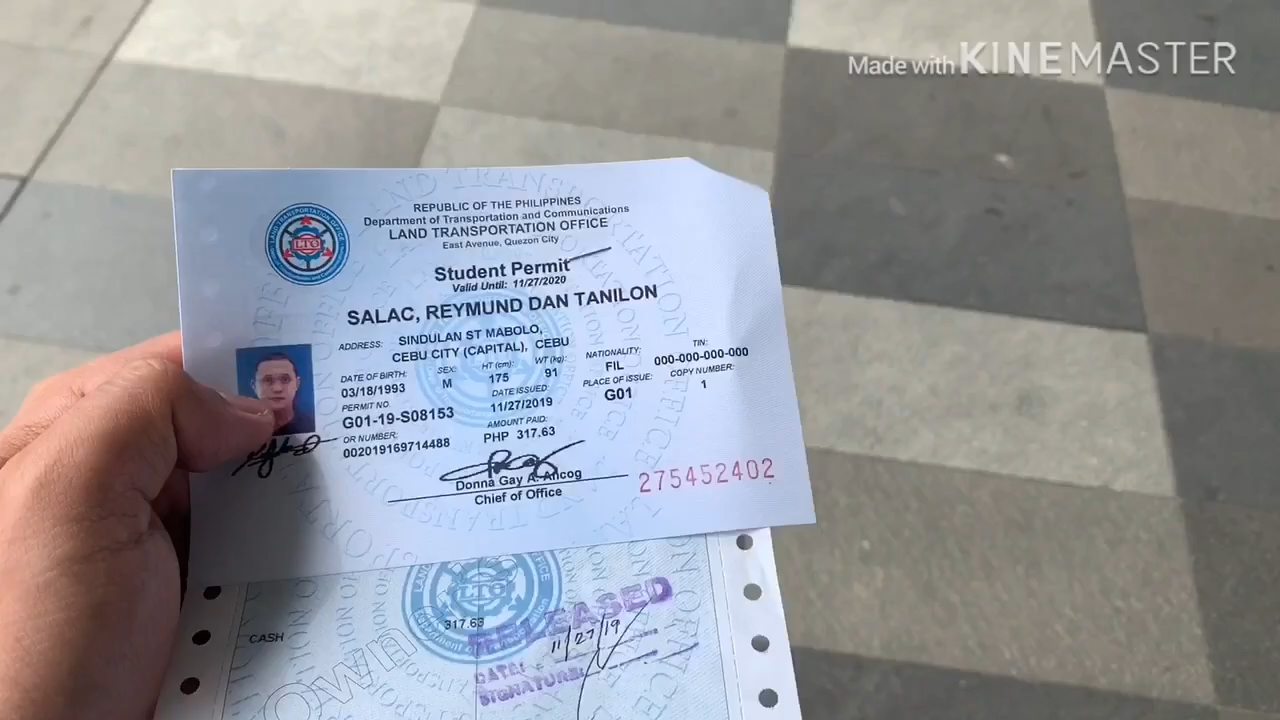 Made with KINEMASTER
REPUBLIC OF THE PHILIPPINES
Department of Transportation and Communications
LAND TRANSPORTATION OFFICE
East Avenue, Quezon City
Student Permit
Valid Until: 11/27/2020
SALAC, REYMUND DAN TANILON
ADDRESS: SINDULAN ST MABOLO,
CEBU CITY (CAPITAL), CEBU
DATE OF BIRTH: SEX: HT (cm): WT (kg): NATIONALITY: TIN:
03/18/1993 M 175 91 FIL 000-000-000-000
PERMIT NO. DATE ISSUED: PLACE OF ISSUE: COPY NUMBER:
G01-19-S08153 11/27/2019 G01 1
OR NUMBER: AMOUNT PAID:
002019169714488 PHP 317.63
Donna Gay A. Ancog
Chief of Office
275452402
LTO
CASH
317.63
RELEASED
DATE: 11/27/19
SIGNATURE: